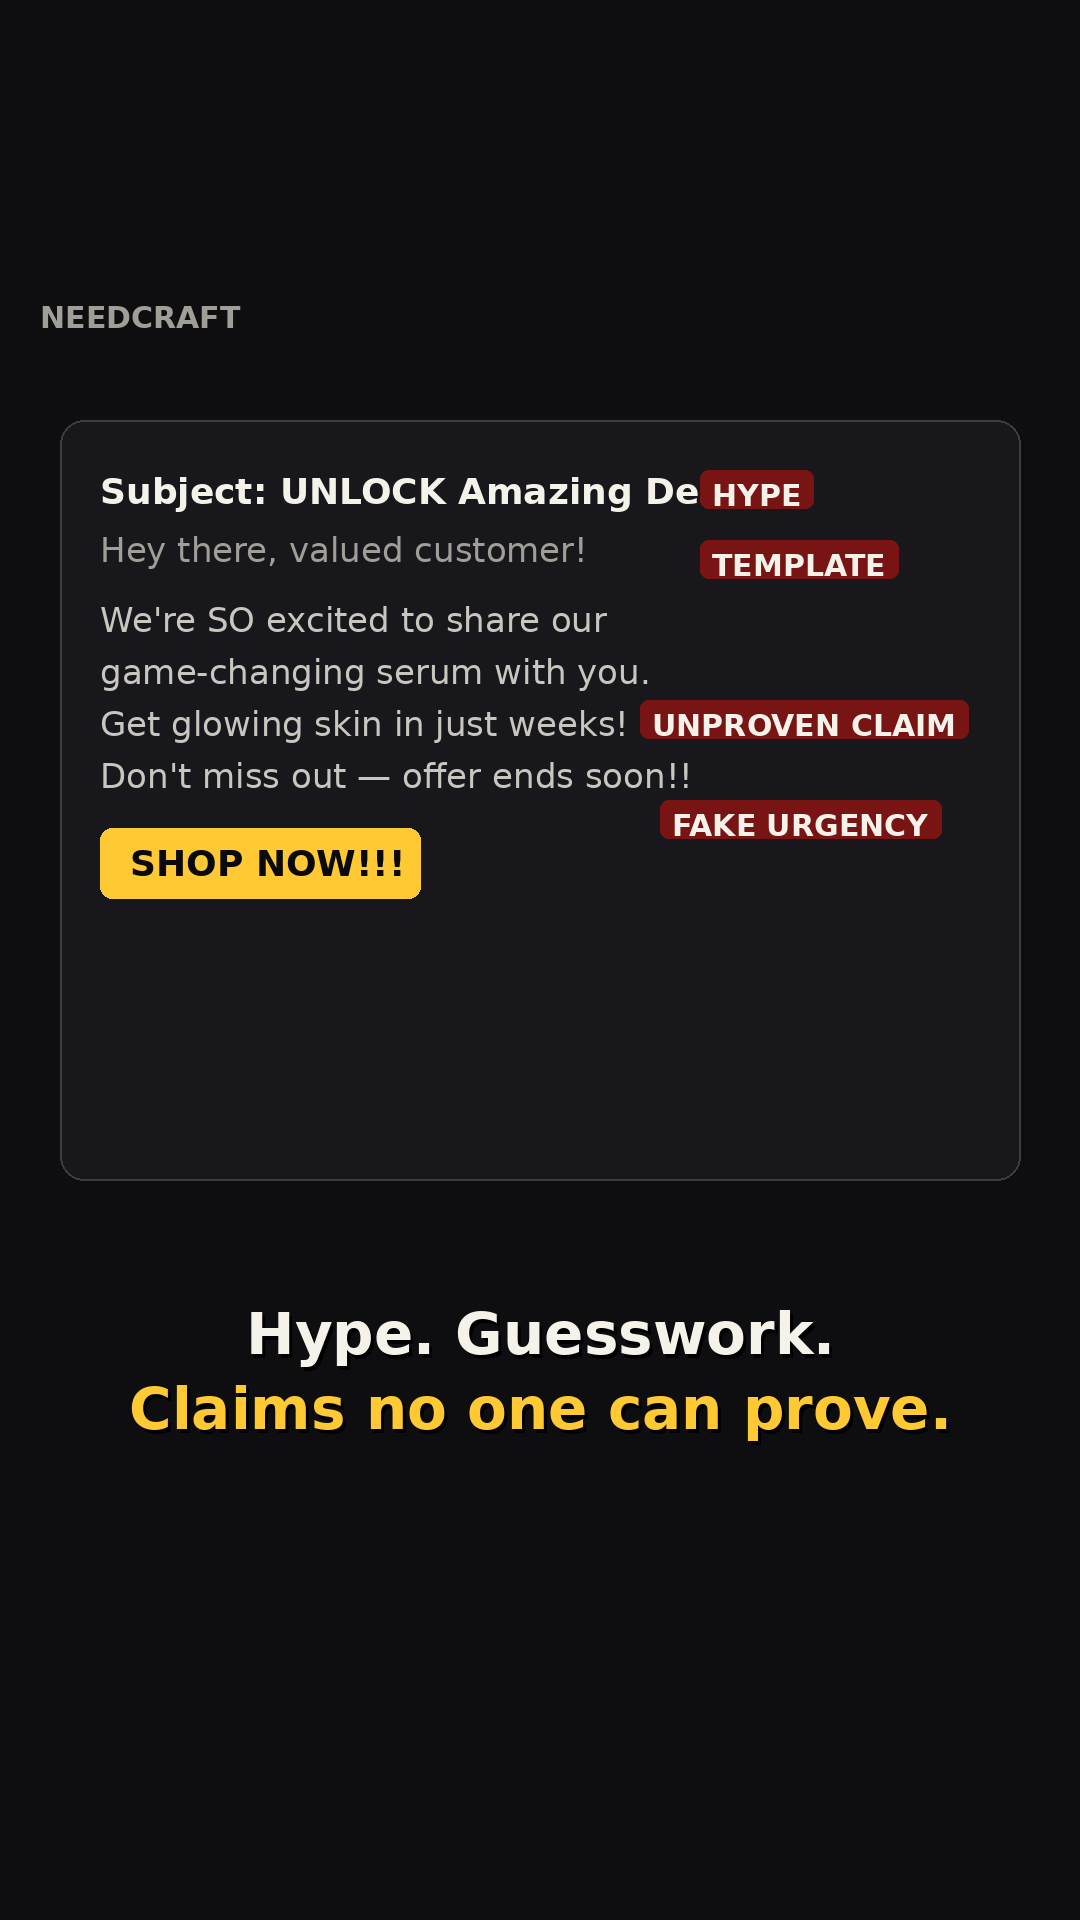 NEEDCRAFT
Subject: UNLOCK Amazing De HYPE
Hey there, valued customer!
TEMPLATE
We're SO excited to share our
game-changing serum with you.
Get glowing skin in just weeks! UNPROVEN CLAIM
Don't miss out — offer ends soon!!
FAKE URGENCY
SHOP NOW!!!
Hype. Guesswork.
Claims no one can prove.